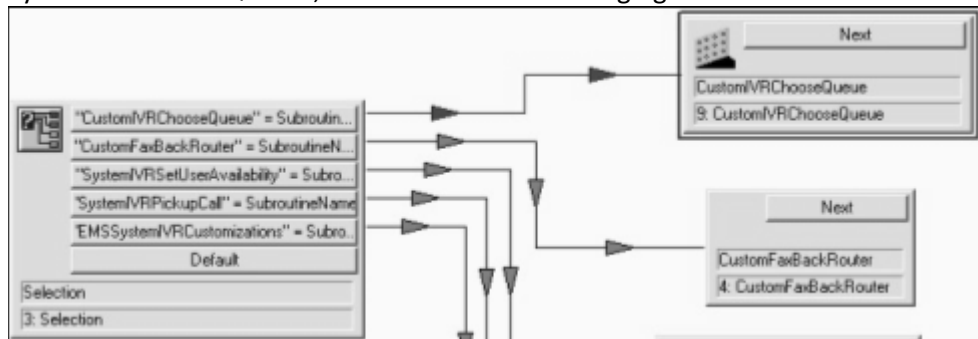 Next
CustomIVRChooseQueue
9: CustomIVRChooseQueue
"CustomIVRChooseQueue" = Subroutin...
"CustomFaxBackRouter" = SubroutineN...
"SystemIVRSetUserAvailability" = Subro...
"SystemIVRPickupCall" = SubroutineName
"EMSSystemIVRCustomizations" = Subro...
Default
Selection
3: Selection
Next
CustomFaxBackRouter
4: CustomFaxBackRouter